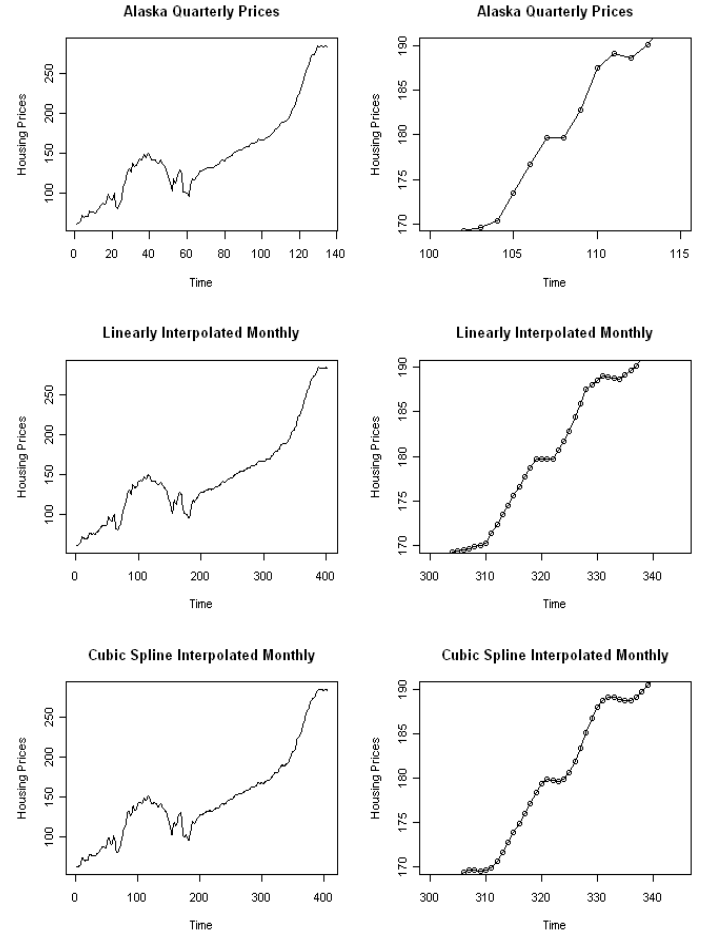 Alaska Quarterly Prices
Housing Prices
100 150 200 250
0 20 40 60 80 100 120 140
Time
Alaska Quarterly Prices
Housing Prices
170 175 180 185 190
100 105 110 115
Time
Linearly Interpolated Monthly
Housing Prices
100 150 200 250
0 100 200 300 400
Time
Linearly Interpolated Monthly
Housing Prices
170 175 180 185 190
300 310 320 330 340
Time
Cubic Spline Interpolated Monthly
Housing Prices
100 150 200 250
0 100 200 300 400
Time
Cubic Spline Interpolated Monthly
Housing Prices
170 175 180 185 190
300 310 320 330 340
Time